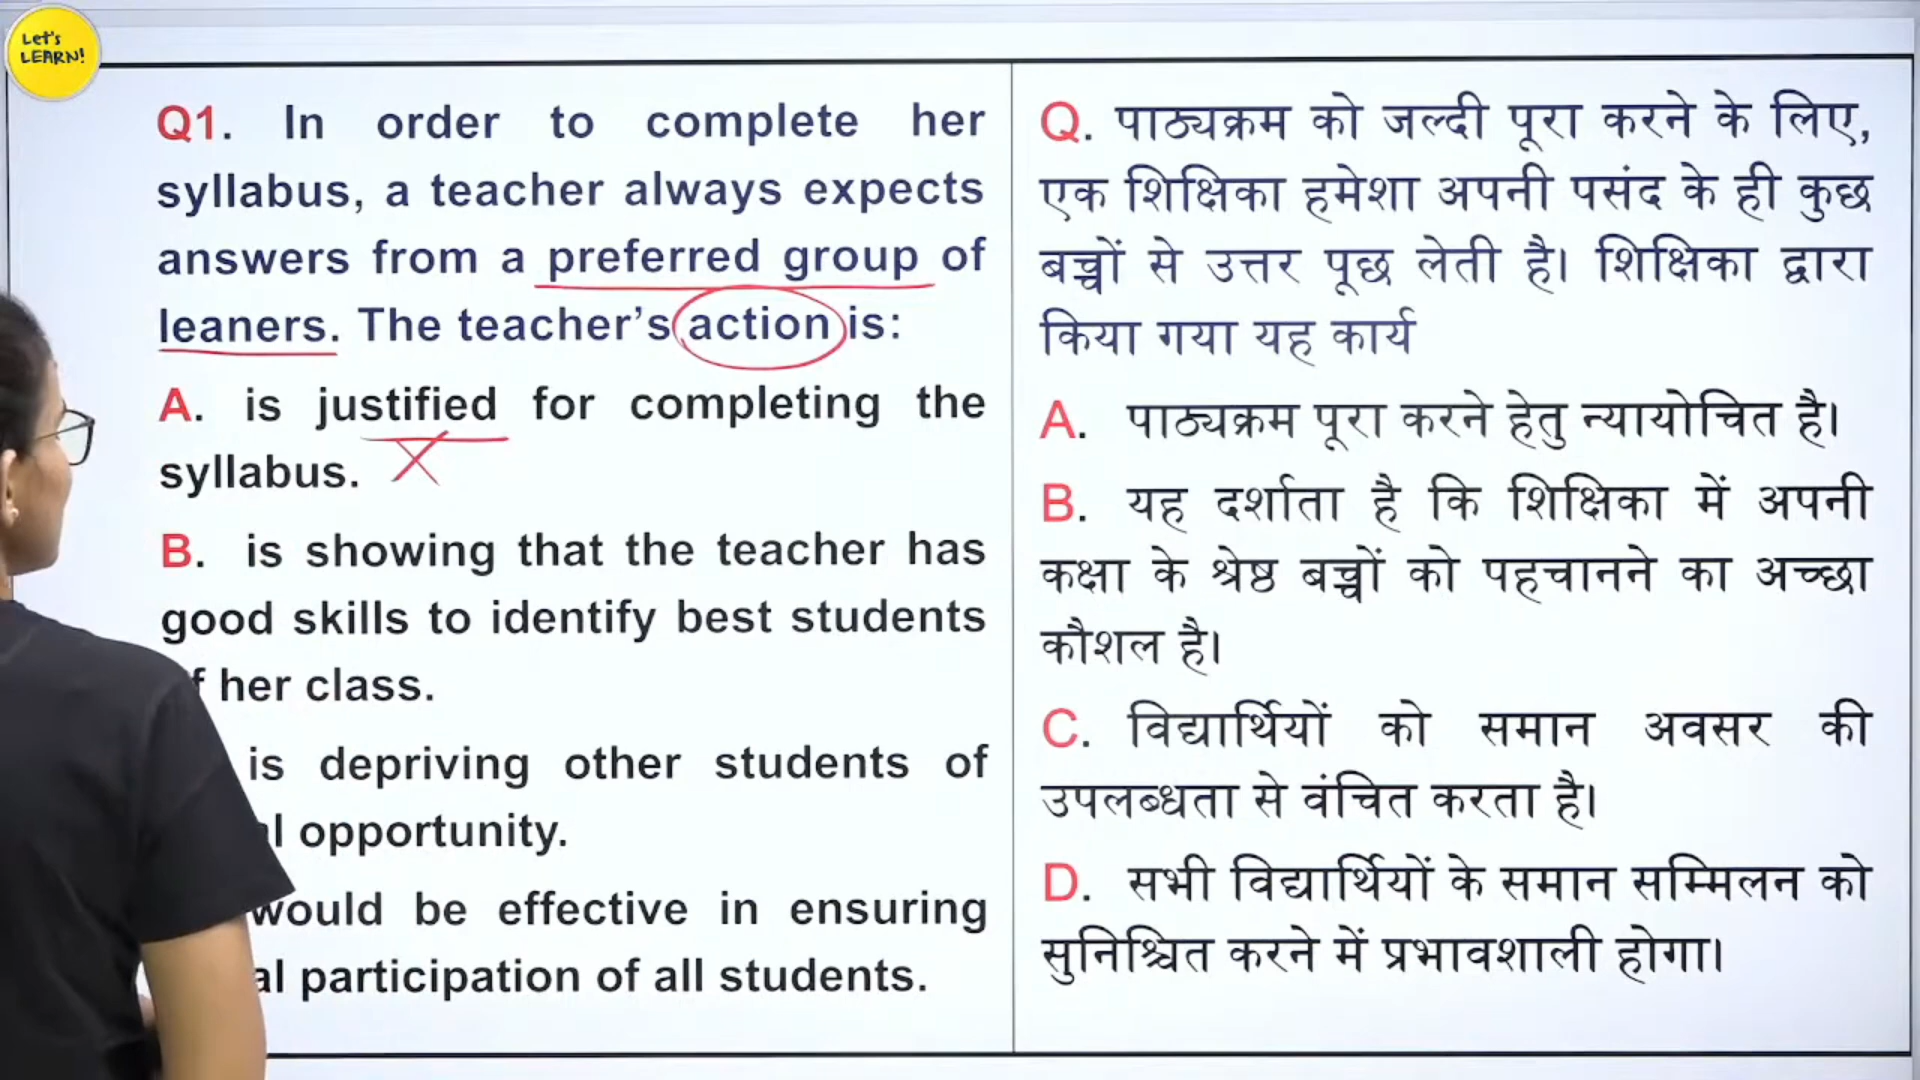 Let's
LEARN!
Q1. In order to complete her
syllabus, a teacher always expects
answers from a preferred group of
leaners. The teacher's action is:
A. is justified for completing the
syllabus.
B. is showing that the teacher has
good skills to identify best students
her class.
is depriving other students of
opportunity.
would be effective in ensuring
participation of all students.
Q. पाठ्यक्रम को जल्दी पूरा करने के लिए,
एक शिक्षिका हमेशा अपनी पसंद के ही कुछ
बच्चों से उत्तर पूछ लेती है। शिक्षिका द्वारा
किया गया यह कार्य
A. पाठ्यक्रम पूरा करने हेतु न्यायोचित है।
B. यह दर्शाता है कि शिक्षिका में अपनी
कक्षा के श्रेष्ठ बच्चों को पहचानने का अच्छा
कौशल है।
C. विद्यार्थियों को समान अवसर की
उपलब्धता से वंचित करता है।
D. सभी विद्यार्थियों के समान सम्मिलन को
सुनिश्चित करने में प्रभावशाली होगा।